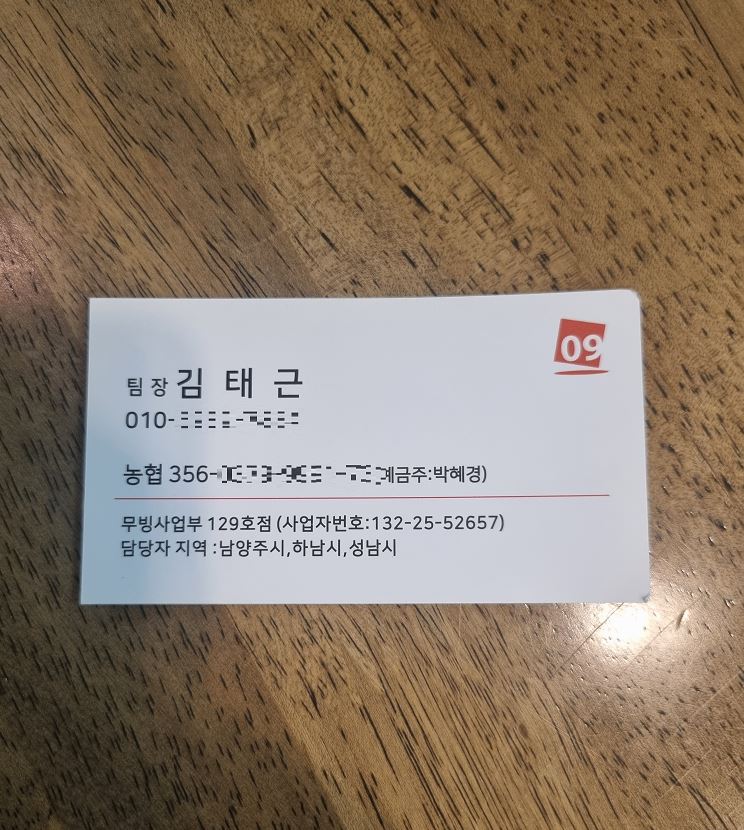 09
팀장 김태근
010-
농협 356- 예금주:박혜경)
무빙사업부 129호점 (사업자번호:132-25-52657)
담당자 지역 :남양주시,하남시,성남시